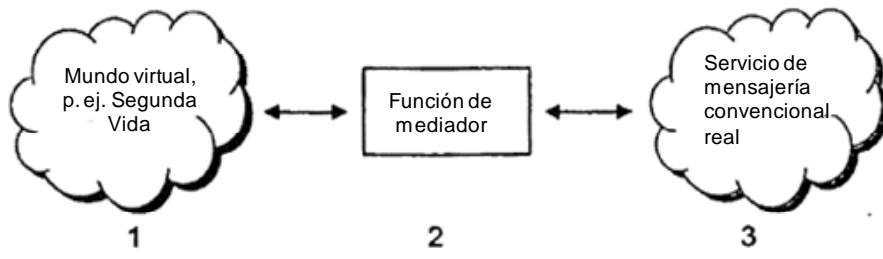 Mundo virtual,
p. ej. Segunda
Vida
Función de
mediador
Servicio de
mensajería
convencional
real
1
2
3